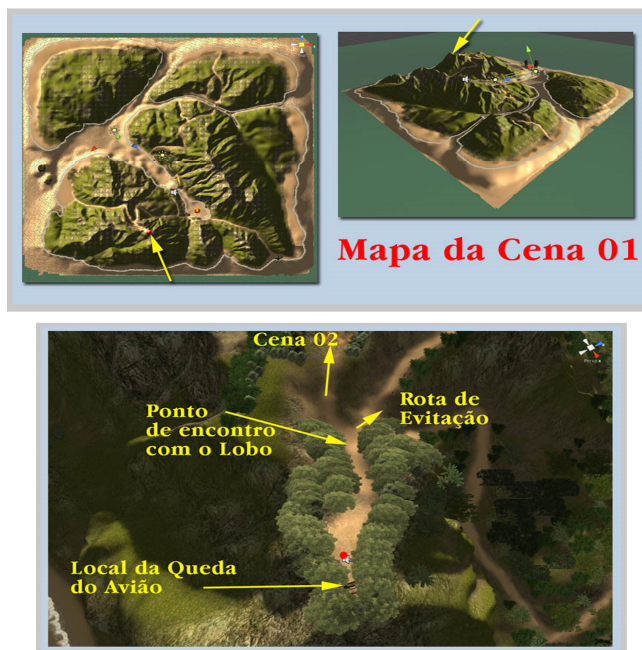 Mapa da Cena 01
Cena 02
Ponto
de encontro
com o Lobo
Rota de
Evitação
Local da Queda
do Avião